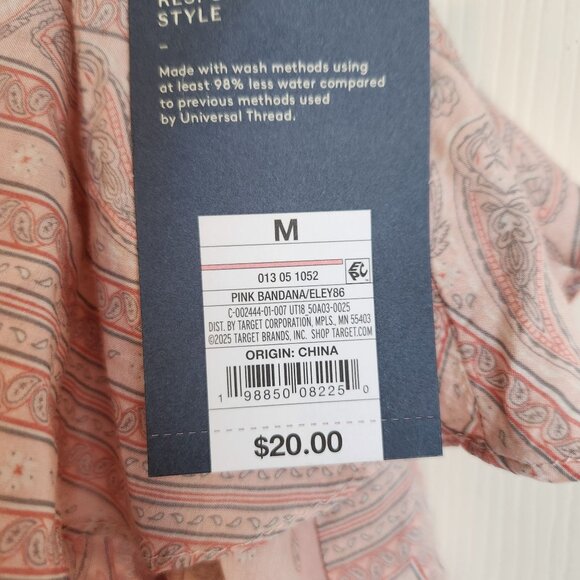 STYLE
–
Made with wash methods using
at least 98% less water compared
to previous methods used
by Universal Thread.
M
013 05 1052
PINK BANDANA/ELEY86
C-002444-01-007 UT18_50A03-0025
DIST. BY TARGET CORPORATION, MPLS., MN 55403
©2025 TARGET BRANDS, INC. SHOP TARGET.COM
ORIGIN: CHINA
1 98850 08225 0
$20.00